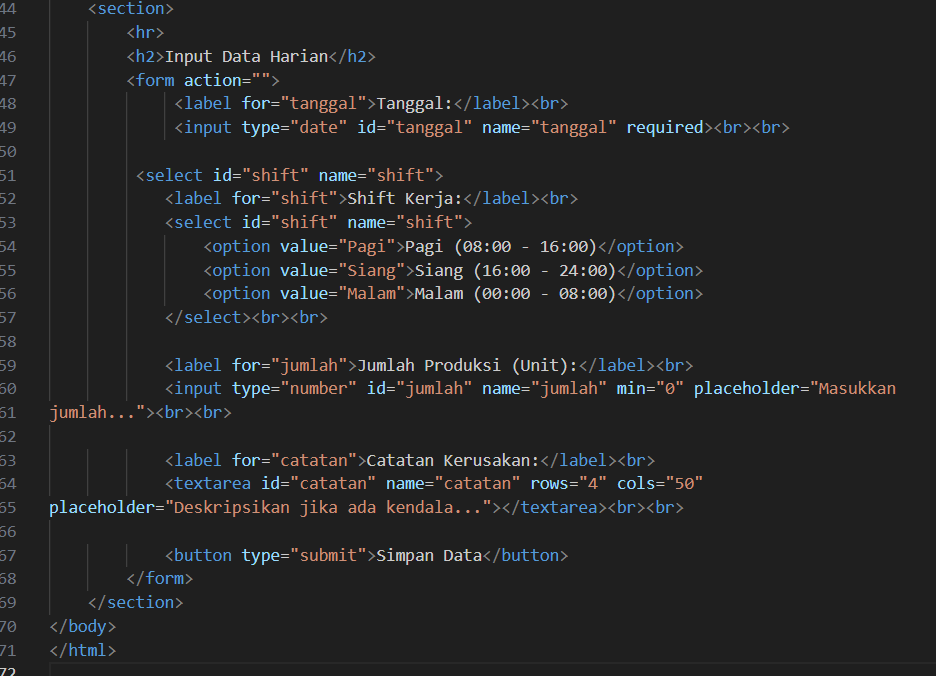 44 <section>
45 <hr>
46 <h2>Input Data Harian</h2>
47 <form action="">
48 <label for="tanggal">Tanggal:</label><br>
49 <input type="date" id="tanggal" name="tanggal" required><br><br>
50
51 <select id="shift" name="shift">
52 <label for="shift">Shift Kerja:</label><br>
53 <select id="shift" name="shift">
54 <option value="Pagi">Pagi (08:00 - 16:00)</option>
55 <option value="Siang">Siang (16:00 - 24:00)</option>
56 <option value="Malam">Malam (00:00 - 08:00)</option>
57 </select><br><br>
58
59 <label for="jumlah">Jumlah Produksi (Unit):</label><br>
60 <input type="number" id="jumlah" name="jumlah" min="0" placeholder="Masukkan
61 jumlah..."><br><br>
62
63 <label for="catatan">Catatan Kerusakan:</label><br>
64 <textarea id="catatan" name="catatan" rows="4" cols="50"
65 placeholder="Deskripsikan jika ada kendala..."></textarea><br><br>
66
67 <button type="submit">Simpan Data</button>
68 </form>
69 </section>
70 </body>
71 </html>
72